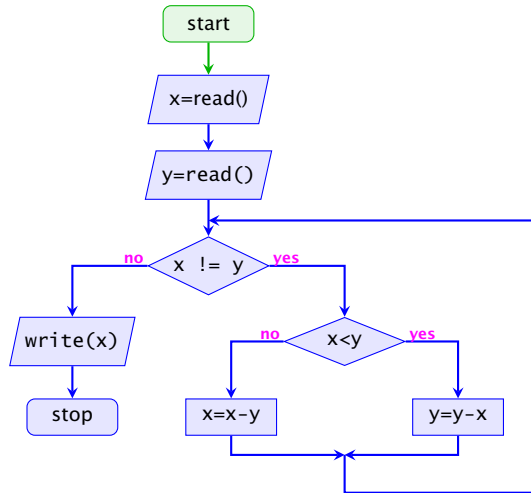 start
x=read()
y=read()
no
x != y
yes
write(x)
no
x<y
yes
stop
x=x-y
y=y-x